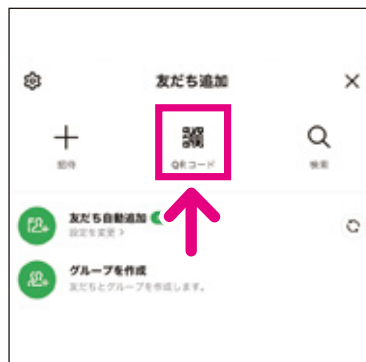 友だち追加
招待
QRコード
検索
友だち自動追加
設定を変更 >
グループを作成
友だちとグループを作成します。